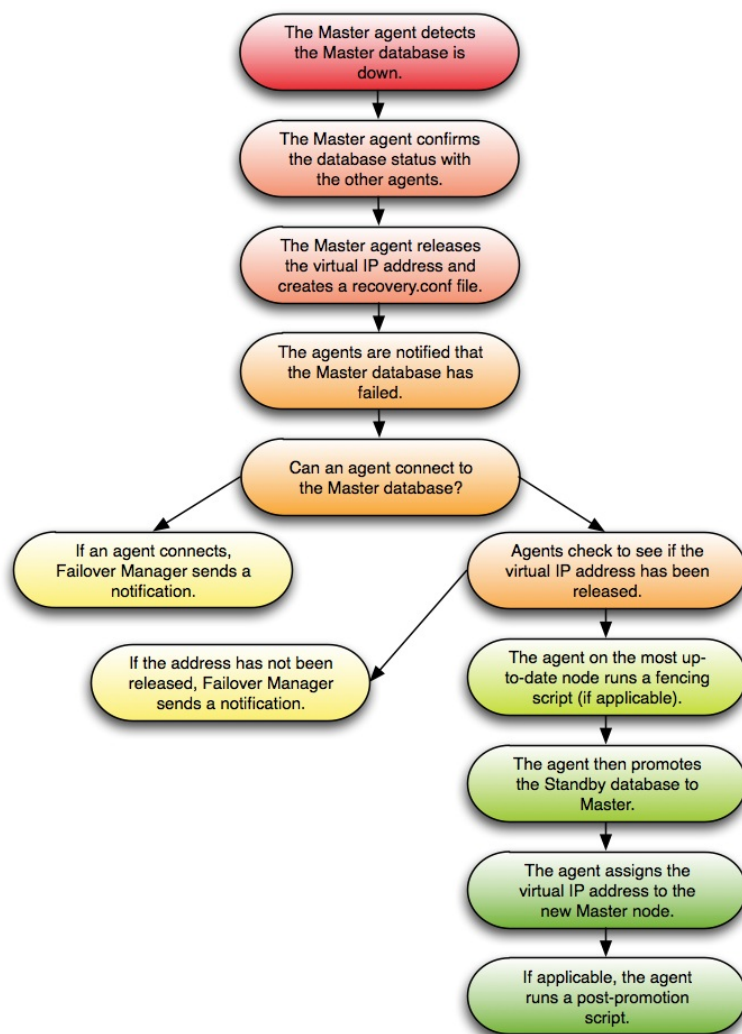 The Master agent detects
the Master database is
down.
The Master agent confirms
the database status with
the other agents.
The Master agent releases
the virtual IP address and
creates a recovery.conf file.
The agents are notified that
the Master database has
failed.
Can an agent connect to
the Master database?
If an agent connects,
Failover Manager sends a
notification.
Agents check to see if the
virtual IP address has been
released.
If the address has not been
released, Failover Manager
sends a notification.
The agent on the most up-
to-date node runs a fencing
script (if applicable).
The agent then promotes
the Standby database to
Master.
The agent assigns the
virtual IP address to the
new Master node.
If applicable, the agent
runs a post-promotion
script.